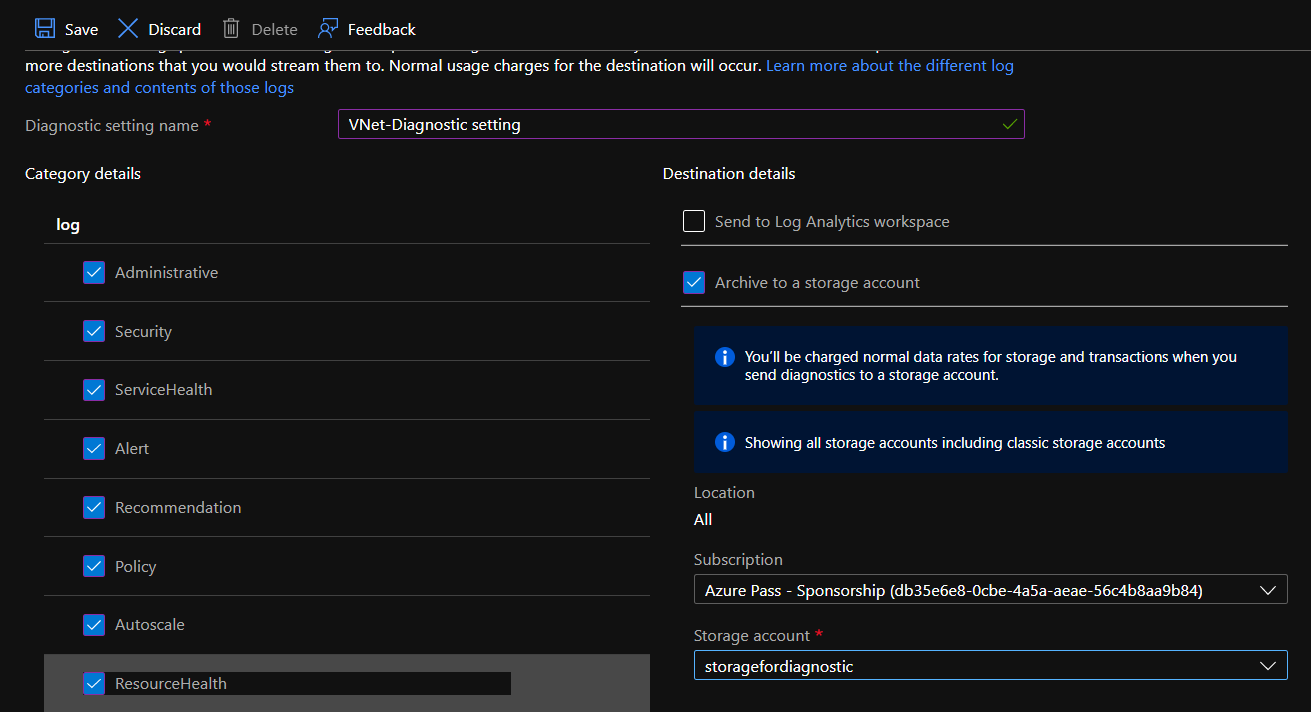 Save Discard Delete Feedback
more destinations that you would stream them to. Normal usage charges for the destination will occur. Learn more about the different log
categories and contents of those logs
Diagnostic setting name *
VNet-Diagnostic setting
Category details
log
Administrative
Security
ServiceHealth
Alert
Recommendation
Policy
Autoscale
ResourceHealth
Destination details
Send to Log Analytics workspace
Archive to a storage account
You'll be charged normal data rates for storage and transactions when you
send diagnostics to a storage account.
Showing all storage accounts including classic storage accounts
Location
All
Subscription
Azure Pass - Sponsorship (db35e6e8-0cbe-4a5a-aeae-56c4b8aa9b84)
Storage account *
storagefordiagnostic